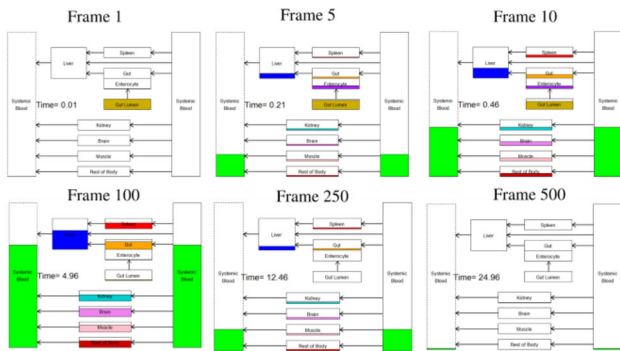 Frame 1
Spleen
Liver
Gut
Enterocyte
Systemic
Blood
Systemic
Blood
Time= 0.01
Gut Lumen
Kidney
Brain
Muscle
Rest of Body
Frame 5
Spleen
Liver
Gut
Enterocyte
Systemic
Blood
Systemic
Blood
Time= 0.21
Gut Lumen
Kidney
Brain
Muscle
Rest of Body
Frame 10
Spleen
Liver
Gut
Enterocyte
Systemic
Blood
Systemic
Blood
Time= 0.46
Gut Lumen
Kidney
Brain
Muscle
Rest of Body
Frame 100
Spleen
Liver
Gut
Enterocyte
Systemic
Blood
Systemic
Blood
Time= 4.96
Gut Lumen
Kidney
Brain
Muscle
Rest of Body
Frame 250
Spleen
Liver
Gut
Enterocyte
Systemic
Blood
Systemic
Blood
Time= 12.46
Gut Lumen
Kidney
Brain
Muscle
Rest of Body
Frame 500
Spleen
Liver
Gut
Enterocyte
Systemic
Blood
Systemic
Blood
Time= 24.96
Gut Lumen
Kidney
Brain
Muscle
Rest of Body